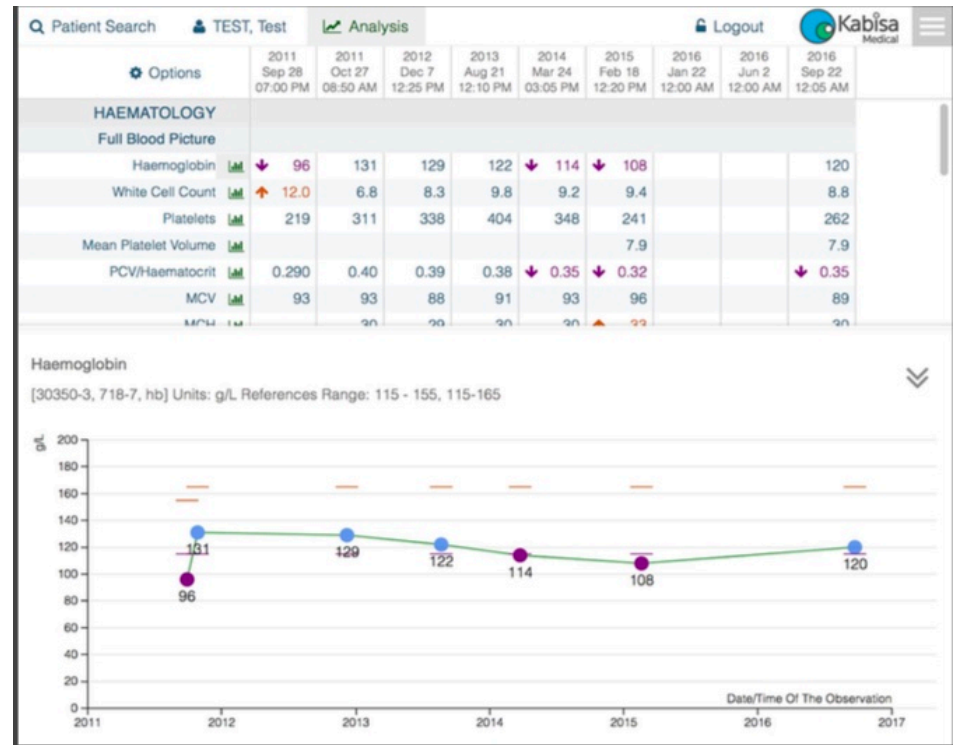 Patient Search TEST, Test Analysis Logout Kabisa Medical
Options 2011 Sep 28 07:00 PM 2011 Oct 27 08:50 AM 2012 Dec 7 12:25 PM 2013 Aug 21 12:10 PM 2014 Mar 24 03:05 PM 2015 Feb 18 12:20 PM 2016 Jan 22 12:00 AM 2016 Jun 2 12:00 AM 2016 Sep 22 12:05 AM
HAEMATOLOGY
Full Blood Picture
Haemoglobin 96 131 129 122 114 108 120
White Cell Count 12.0 6.8 8.3 9.8 9.2 9.4 8.8
Platelets 219 311 338 404 348 241 262
Mean Platelet Volume 7.9 7.9
PCV/Haematocrit 0.290 0.40 0.39 0.38 0.35 0.32 0.35
MCV 93 93 88 91 93 96 89
MCH 30 29 30 30 33 30
Haemoglobin
[30350-3, 718-7, hb] Units: g/L References Range: 115 - 155, 115-165
g/L
200
180
160
140
120
100
80
60
40
20
0
131
96
129
122
114
108
120
Date/Time Of The Observation
2011 2012 2013 2014 2015 2016 2017